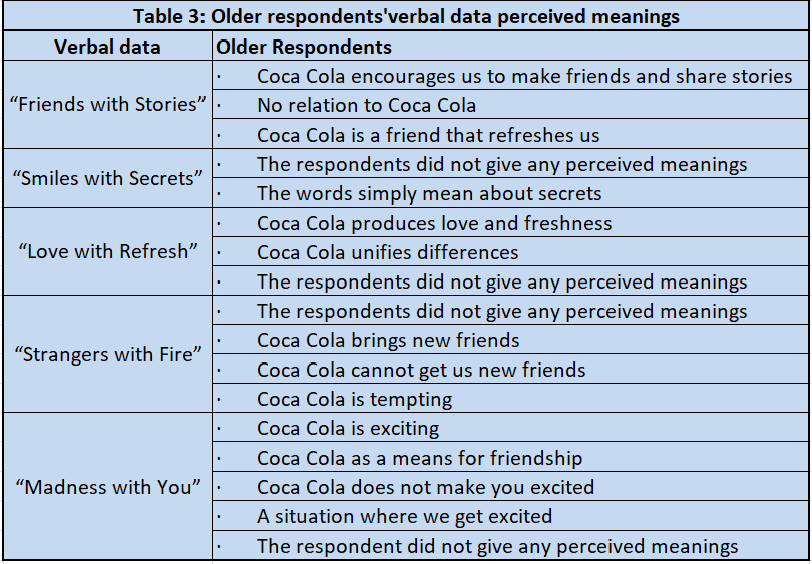 Table 3: Older respondents'verbal data perceived meanings
Verbal data Older Respondents
“Friends with Stories”
· Coca Cola encourages us to make friends and share stories
· No relation to Coca Cola
· Coca Cola is a friend that refreshes us
“Smiles with Secrets”
· The respondents did not give any perceived meanings
· The words simply mean about secrets
“Love with Refresh”
· Coca Cola produces love and freshness
· Coca Cola unifies differences
· The respondents did not give any perceived meanings
“Strangers with Fire”
· The respondents did not give any perceived meanings
· Coca Cola brings new friends
· Coca Cola cannot get us new friends
· Coca Cola is tempting
“Madness with You”
· Coca Cola is exciting
· Coca Cola as a means for friendship
· Coca Cola does not make you excited
· A situation where we get excited
· The respondent did not give any perceived meanings